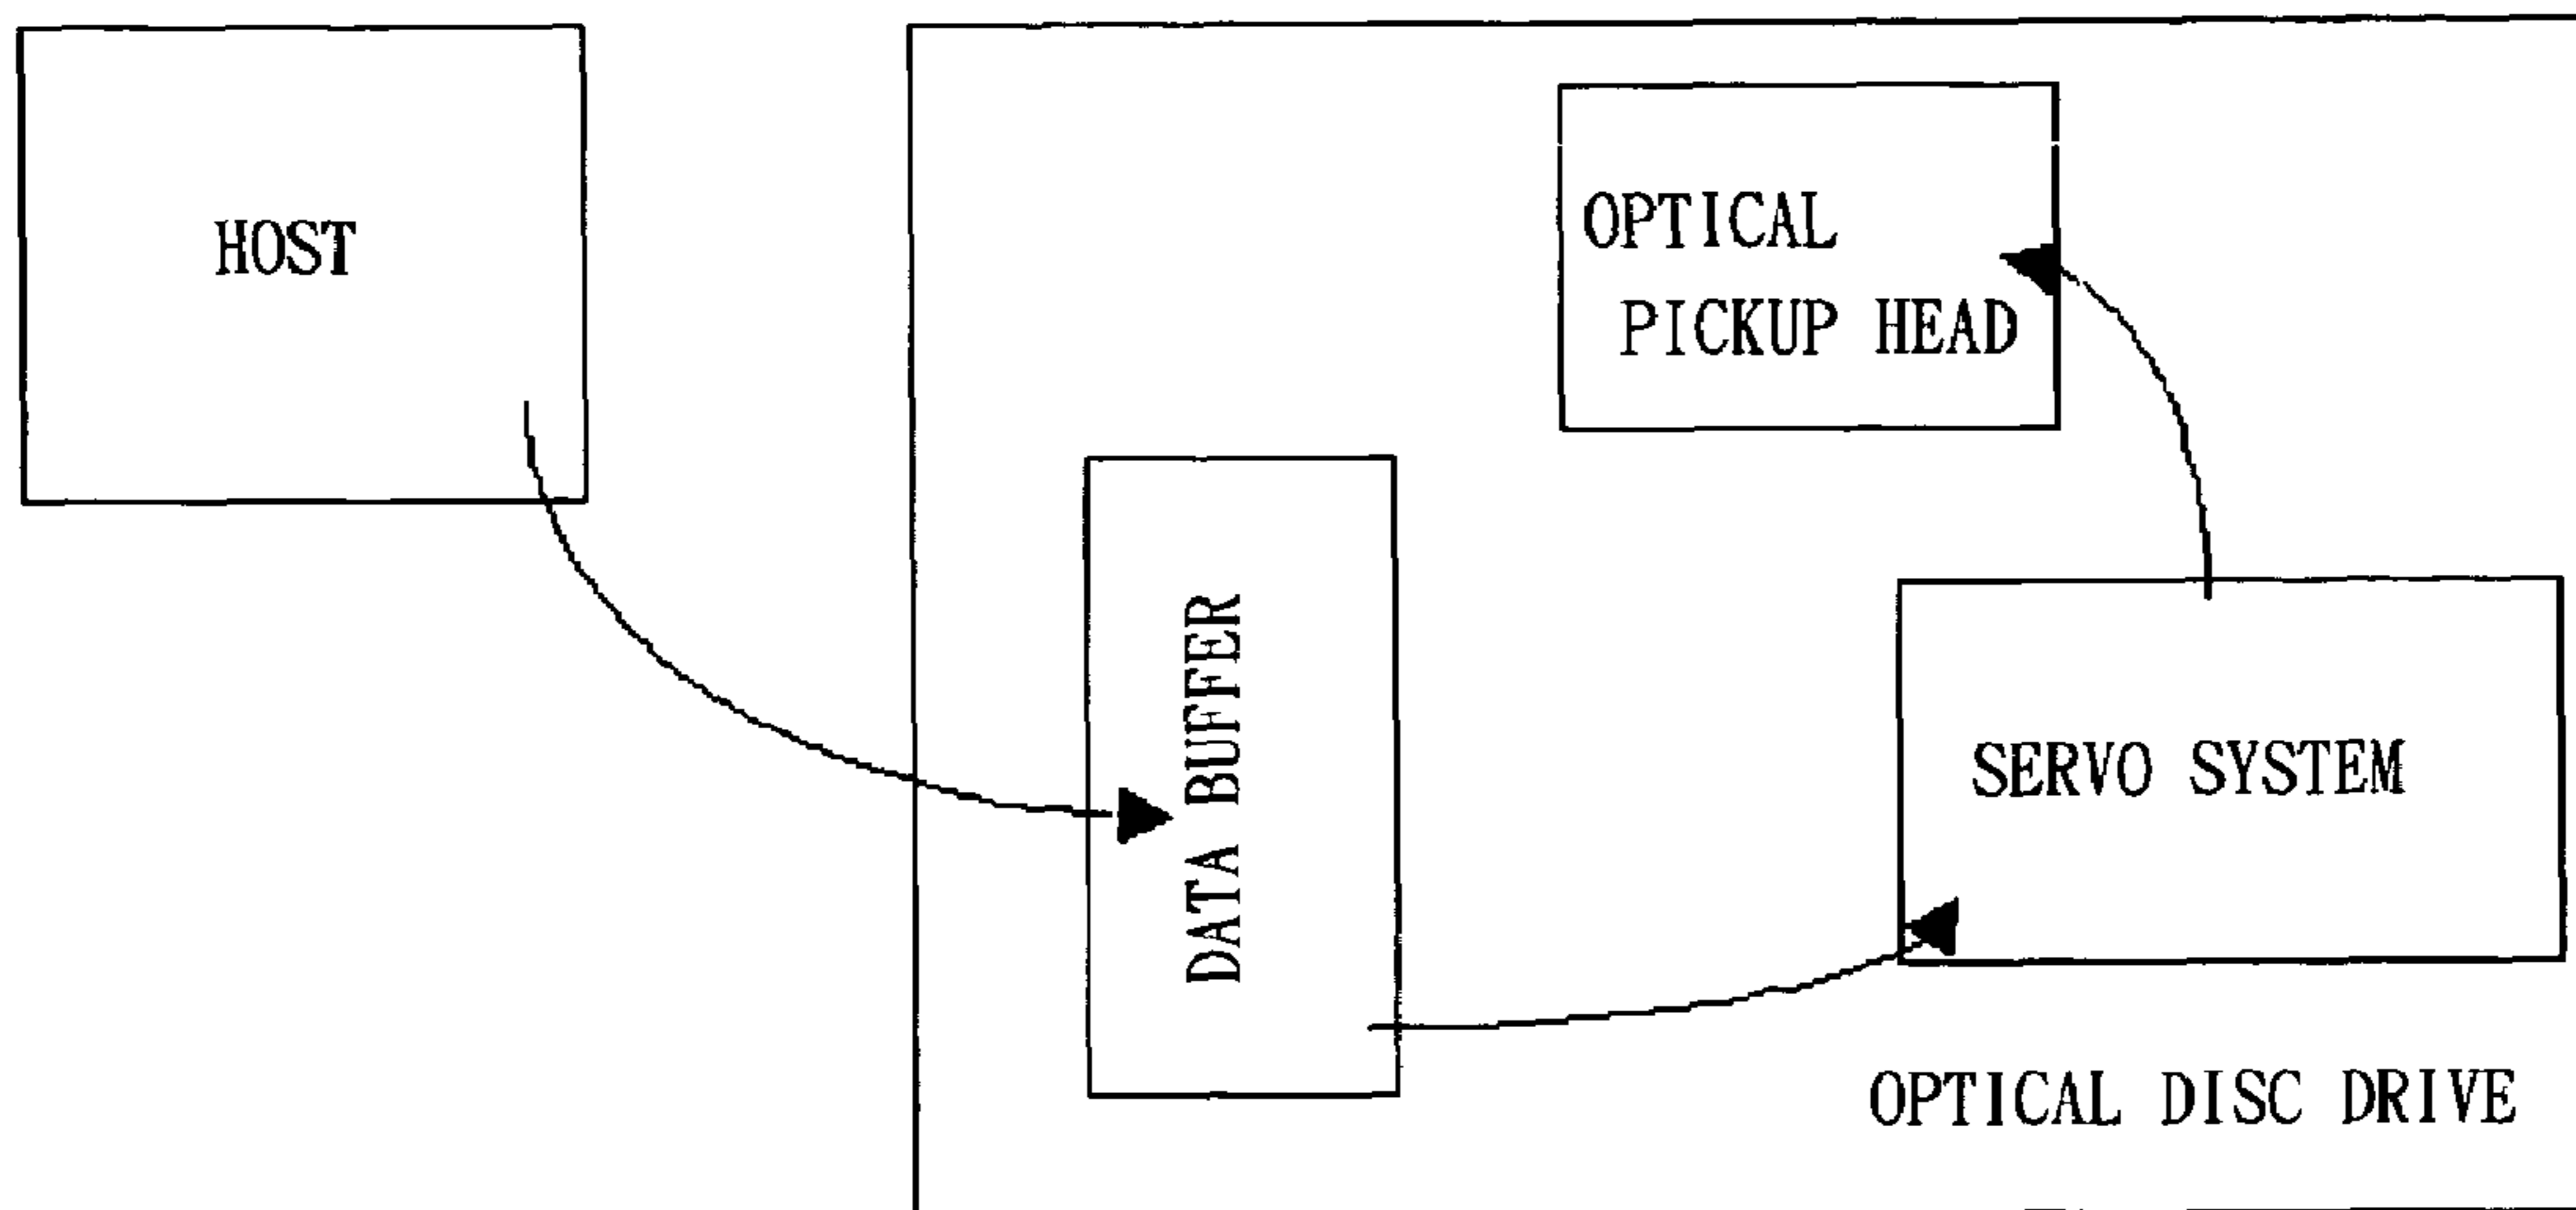 HOST
OPTICAL
PICKUP HEAD
DATA BUFFER
SERVO SYSTEM
OPTICAL DISC DRIVE